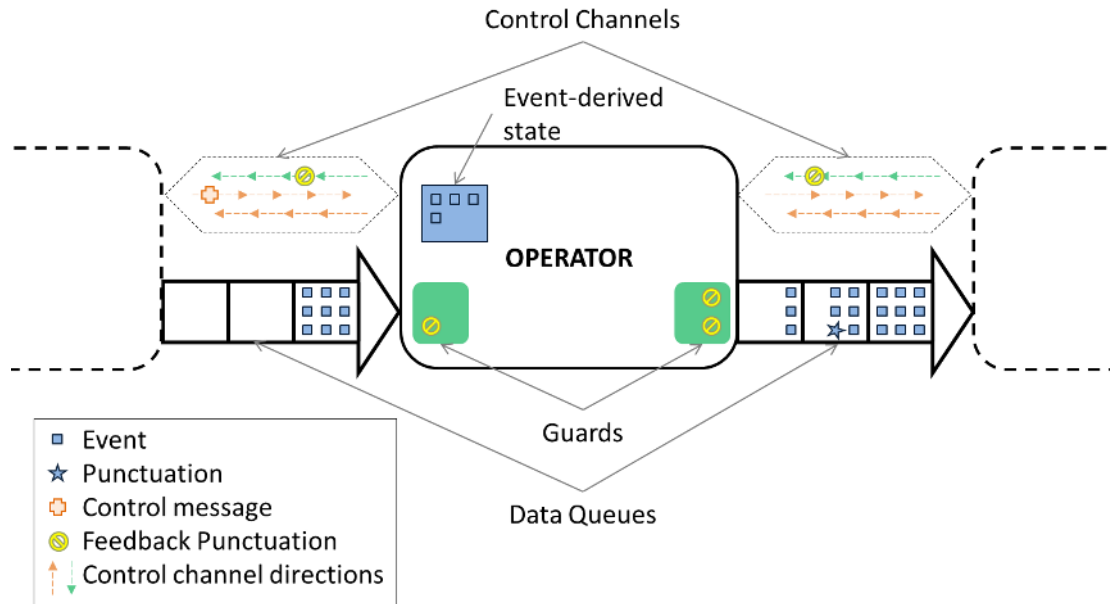 Control Channels
Event-derived
state
OPERATOR
Guards
Data Queues
Event
Punctuation
Control message
Feedback Punctuation
Control channel directions